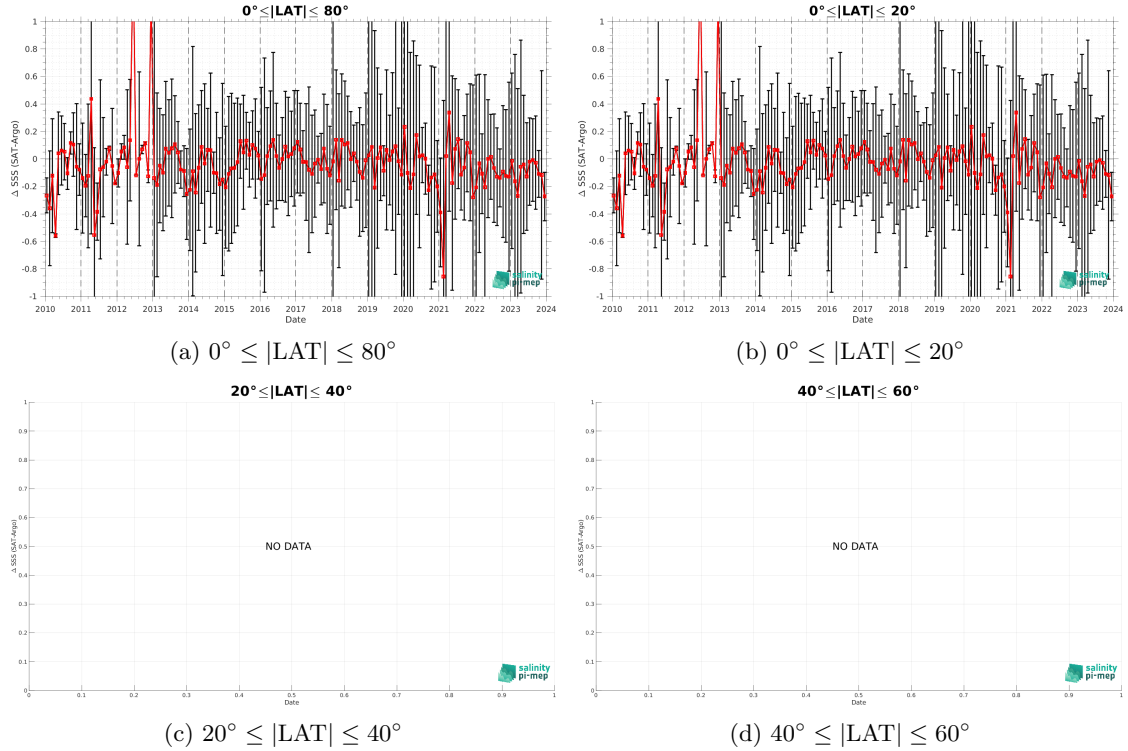 0°≤|LAT|≤ 80°
Δ SSS (SAT-Argo)
1
0.8
0.6
0.4
0.2
0
-0.2
-0.4
-0.6
-0.8
-1
2010 2011 2012 2013 2014 2015 2016 2017 2018 2019 2020 2021 2022 2023 2024
Date
salinity
pi-mep
(a) 0° ≤ |LAT| ≤ 80°
0°≤|LAT|≤ 20°
Δ SSS (SAT-Argo)
1
0.8
0.6
0.4
0.2
0
-0.2
-0.4
-0.6
-0.8
-1
2010 2011 2012 2013 2014 2015 2016 2017 2018 2019 2020 2021 2022 2023 2024
Date
salinity
pi-mep
(b) 0° ≤ |LAT| ≤ 20°
20°≤|LAT|≤ 40°
Δ SSS (SAT-Argo)
1
0.9
0.8
0.7
0.6
0.5
0.4
0.3
0.2
0.1
0
NO DATA
0 0.1 0.2 0.3 0.4 0.5 0.6 0.7 0.8 0.9 1
Date
salinity
pi-mep
(c) 20° ≤ |LAT| ≤ 40°
40°≤|LAT|≤ 60°
Δ SSS (SAT-Argo)
1
0.9
0.8
0.7
0.6
0.5
0.4
0.3
0.2
0.1
0
NO DATA
0 0.1 0.2 0.3 0.4 0.5 0.6 0.7 0.8 0.9 1
Date
salinity
pi-mep
(d) 40° ≤ |LAT| ≤ 60°